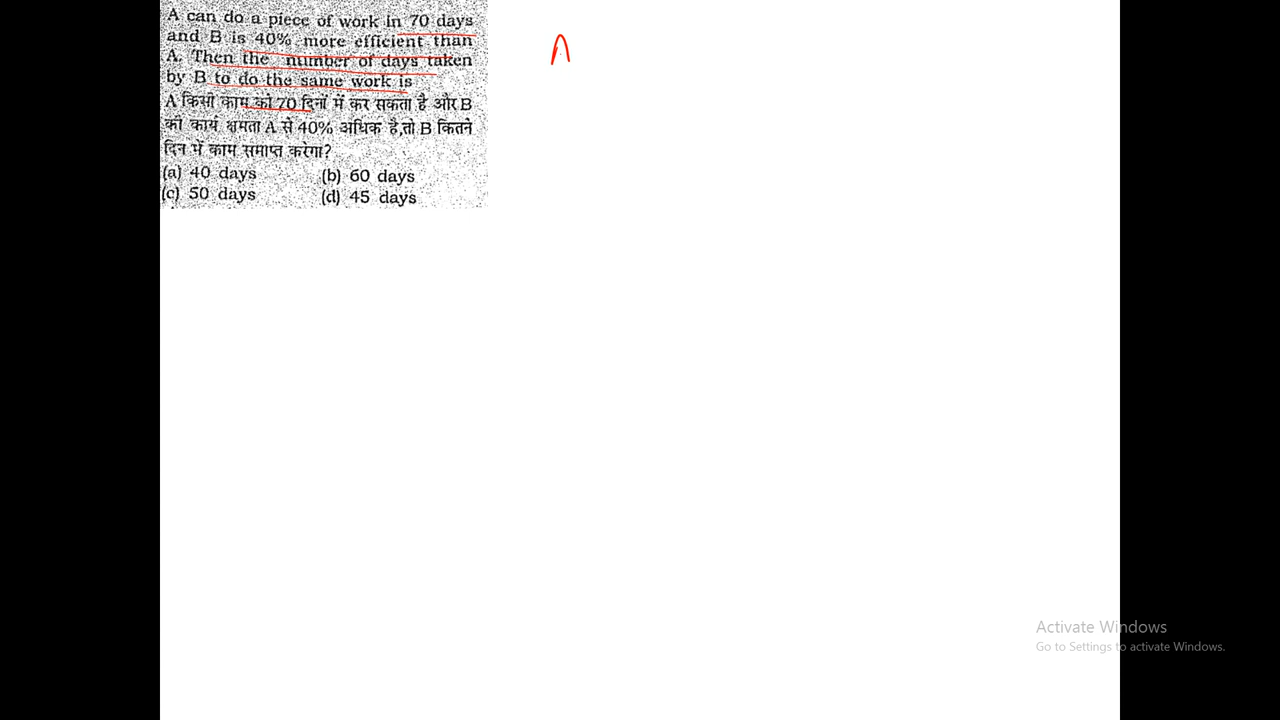 A can do a piece of work in 70 days
and B is 40% more efficient than
A. Then the number of days taken
by B to do the same work is
A किसी काम को 70 दिनों में कर सकता है और B
की कार्य क्षमता A से 40% अधिक है,तो B कितने
दिन में काम समाप्त करेगा?
(a) 40 days (b) 60 days
(c) 50 days (d) 45 days
A
Activate Windows
Go to Settings to activate Windows.